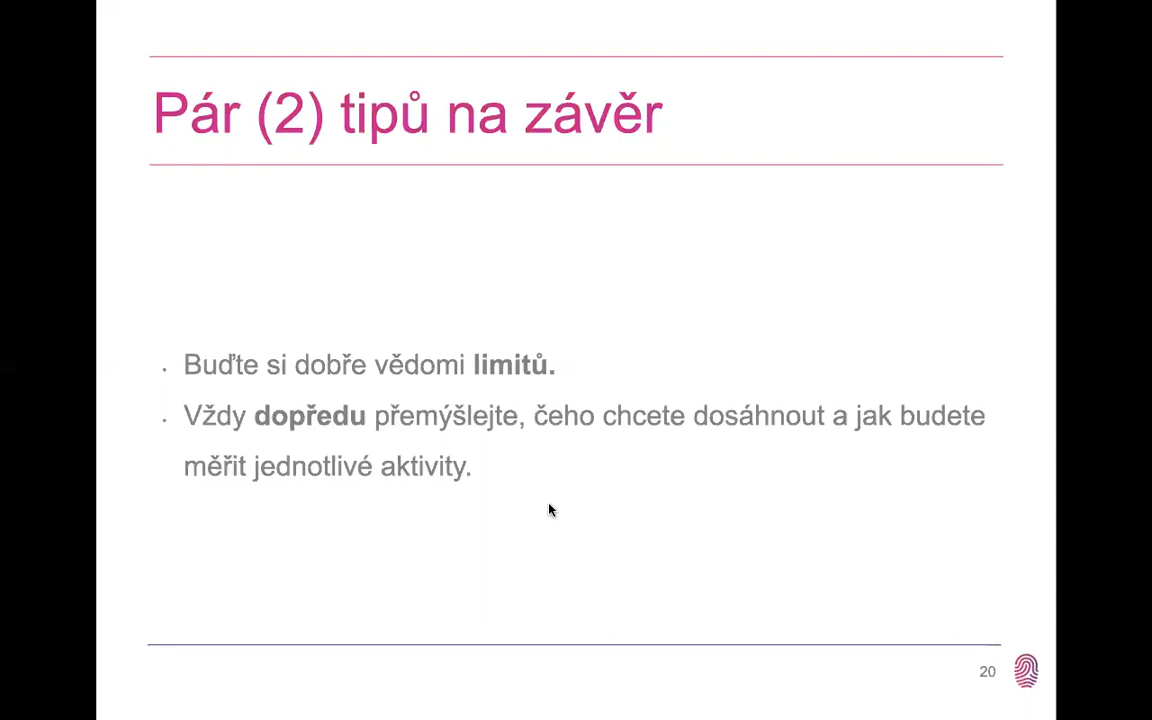 Pár (2) tipů na závěr
• Buďte si dobře vědomi limitů.
• Vždy dopředu přemýšlejte, čeho chcete dosáhnout a jak budete
měřit jednotlivé aktivity.
20